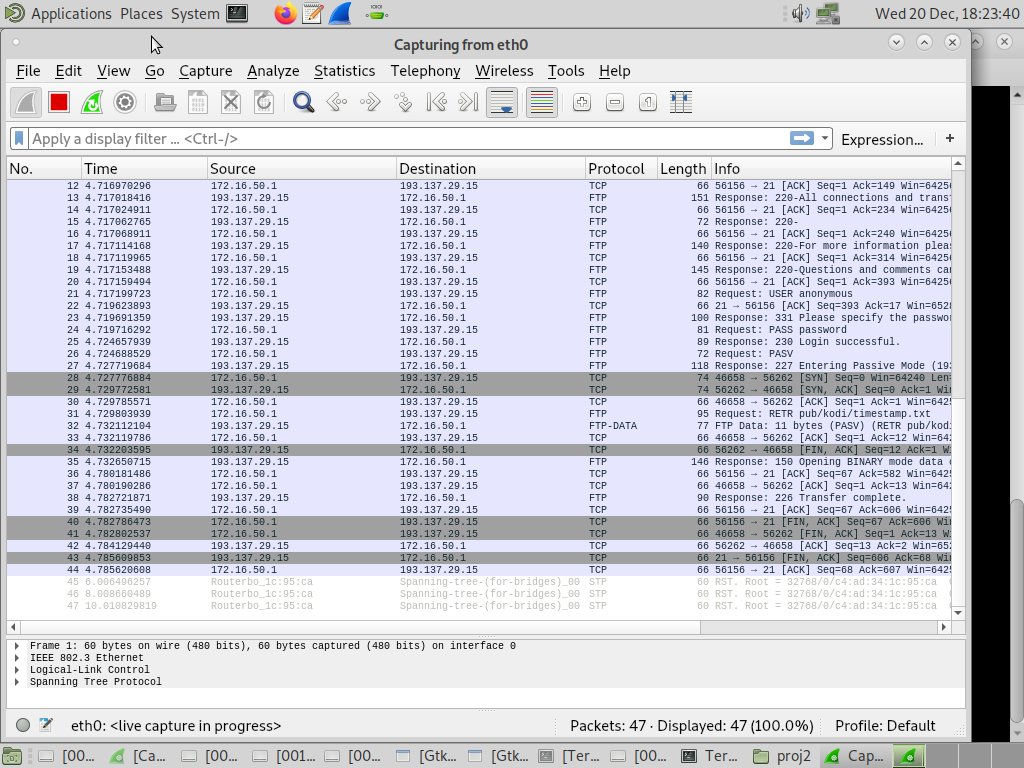 Applications Places System Wed 20 Dec, 18:23:40
Capturing from eth0
File Edit View Go Capture Analyze Statistics Telephony Wireless Tools Help
Apply a display filter ... <Ctrl-/> Expression... +
No. Time Source Destination Protocol Length Info
12 4.716970296 172.16.50.1 193.137.29.15 TCP 66 56156 → 21 [ACK] Seq=1 Ack=149 Win=6425
13 4.717018416 193.137.29.15 172.16.50.1 FTP 151 Response: 220-All connections and trans
14 4.717024911 172.16.50.1 193.137.29.15 TCP 66 56156 → 21 [ACK] Seq=1 Ack=234 Win=6425
15 4.717062765 193.137.29.15 172.16.50.1 FTP 72 Response: 220-
16 4.717068911 172.16.50.1 193.137.29.15 TCP 66 56156 → 21 [ACK] Seq=1 Ack=240 Win=6425
17 4.717114168 193.137.29.15 172.16.50.1 FTP 140 Response: 220-For more information plea
18 4.717119965 172.16.50.1 193.137.29.15 TCP 66 56156 → 21 [ACK] Seq=1 Ack=314 Win=6425
19 4.717153488 193.137.29.15 172.16.50.1 FTP 145 Response: 220-Questions and comments ca
20 4.717159494 172.16.50.1 193.137.29.15 TCP 66 56156 → 21 [ACK] Seq=1 Ack=393 Win=6425
21 4.717199723 172.16.50.1 193.137.29.15 FTP 82 Request: USER anonymous
22 4.719623893 193.137.29.15 172.16.50.1 TCP 66 21 → 56156 [ACK] Seq=393 Ack=17 Win=652
23 4.719691359 193.137.29.15 172.16.50.1 FTP 100 Response: 331 Please specify the passwo
24 4.719716292 172.16.50.1 193.137.29.15 FTP 81 Request: PASS password
25 4.724657939 193.137.29.15 172.16.50.1 FTP 89 Response: 230 Login successful.
26 4.724688529 172.16.50.1 193.137.29.15 FTP 72 Request: PASV
27 4.727719684 193.137.29.15 172.16.50.1 FTP 118 Response: 227 Entering Passive Mode (19
28 4.727776884 172.16.50.1 193.137.29.15 TCP 74 46658 → 56262 [SYN] Seq=0 Win=64240 Len=
29 4.729772581 193.137.29.15 172.16.50.1 TCP 74 56262 → 46658 [SYN, ACK] Seq=0 Ack=1 Wi
30 4.729785571 172.16.50.1 193.137.29.15 TCP 66 46658 → 56262 [ACK] Seq=1 Ack=1 Win=642
31 4.729803939 172.16.50.1 193.137.29.15 FTP 95 Request: RETR pub/kodi/timestamp.txt
32 4.732112104 193.137.29.15 172.16.50.1 FTP-DATA 77 FTP Data: 11 bytes (PASV) (RETR pub/kod
33 4.732119786 172.16.50.1 193.137.29.15 TCP 66 46658 → 56262 [ACK] Seq=1 Ack=12 Win=64
34 4.732203595 193.137.29.15 172.16.50.1 TCP 66 56262 → 46658 [FIN, ACK] Seq=12 Ack=1 W
35 4.732650715 193.137.29.15 172.16.50.1 FTP 146 Response: 150 Opening BINARY mode data
36 4.780181486 172.16.50.1 193.137.29.15 TCP 66 56156 → 21 [ACK] Seq=67 Ack=582 Win=642
37 4.780190286 172.16.50.1 193.137.29.15 TCP 66 46658 → 56262 [ACK] Seq=1 Ack=13 Win=64
38 4.782721871 193.137.29.15 172.16.50.1 FTP 90 Response: 226 Transfer complete.
39 4.782735490 172.16.50.1 193.137.29.15 TCP 66 56156 → 21 [ACK] Seq=67 Ack=606 Win=642
40 4.782786473 172.16.50.1 193.137.29.15 TCP 66 56156 → 21 [FIN, ACK] Seq=67 Ack=606 Win
41 4.782802537 172.16.50.1 193.137.29.15 TCP 66 46658 → 56262 [FIN, ACK] Seq=1 Ack=13 W
42 4.784129440 193.137.29.15 172.16.50.1 TCP 66 56262 → 46658 [ACK] Seq=13 Ack=2 Win=65
43 4.785609853 193.137.29.15 172.16.50.1 TCP 66 21 → 56156 [FIN, ACK] Seq=606 Ack=68 Wi
44 4.785620608 172.16.50.1 193.137.29.15 TCP 66 56156 → 21 [ACK] Seq=68 Ack=607 Win=642
45 6.006496257 Routerbo_1c:95:ca Spanning-tree-(for-bridges)_00 STP 60 RST. Root = 32768/0/c4:ad:34:1c:95:ca
46 8.008660489 Routerbo_1c:95:ca Spanning-tree-(for-bridges)_00 STP 60 RST. Root = 32768/0/c4:ad:34:1c:95:ca
47 10.010829819 Routerbo_1c:95:ca Spanning-tree-(for-bridges)_00 STP 60 RST. Root = 32768/0/c4:ad:34:1c:95:ca
Frame 1: 60 bytes on wire (480 bits), 60 bytes captured (480 bits) on interface 0
IEEE 802.3 Ethernet
Logical-Link Control
Spanning Tree Protocol
eth0: <live capture in progress> Packets: 47 · Displayed: 47 (100.0%) Profile: Default
[00... [Ca... [00... [001... [00... [Gtk... [Gtk... [Ter... [00... Ter... proj2 Cap...